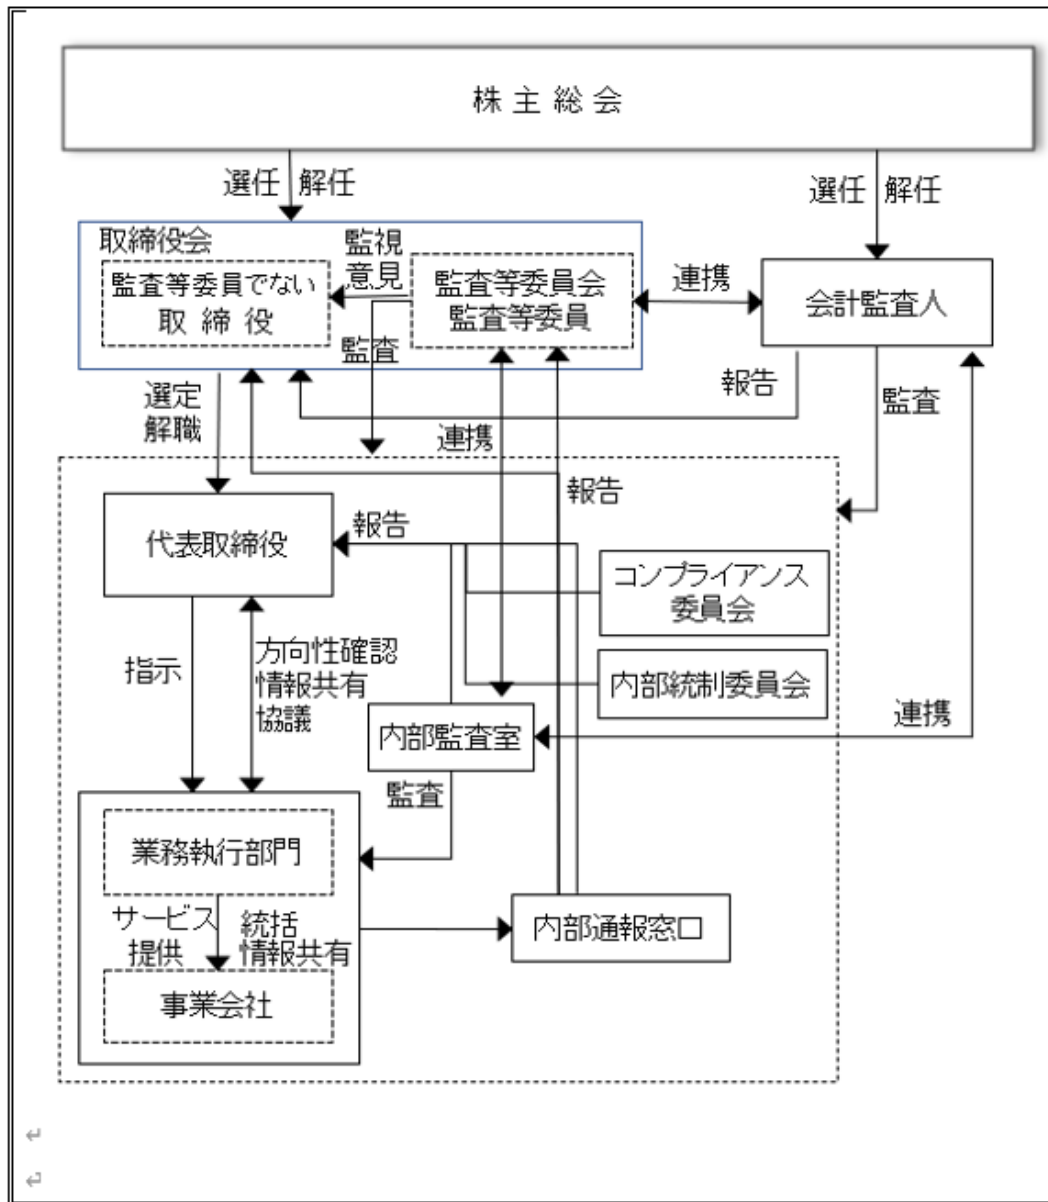 株主総会
選任 解任
選任 解任
取締役会
監査等委員でない
取締役
監視
意見
監査等委員会
監査等委員
連携
会計監査人
監査
報告
監査
選定
解職
連携
報告
代表取締役
報告
コンプライアンス
委員会
指示
方向性確認
情報共有
協議
内部統制委員会
内部監査室
連携
監査
業務執行部門
サービス
提供
統括
情報共有
内部通報窓口
事業会社